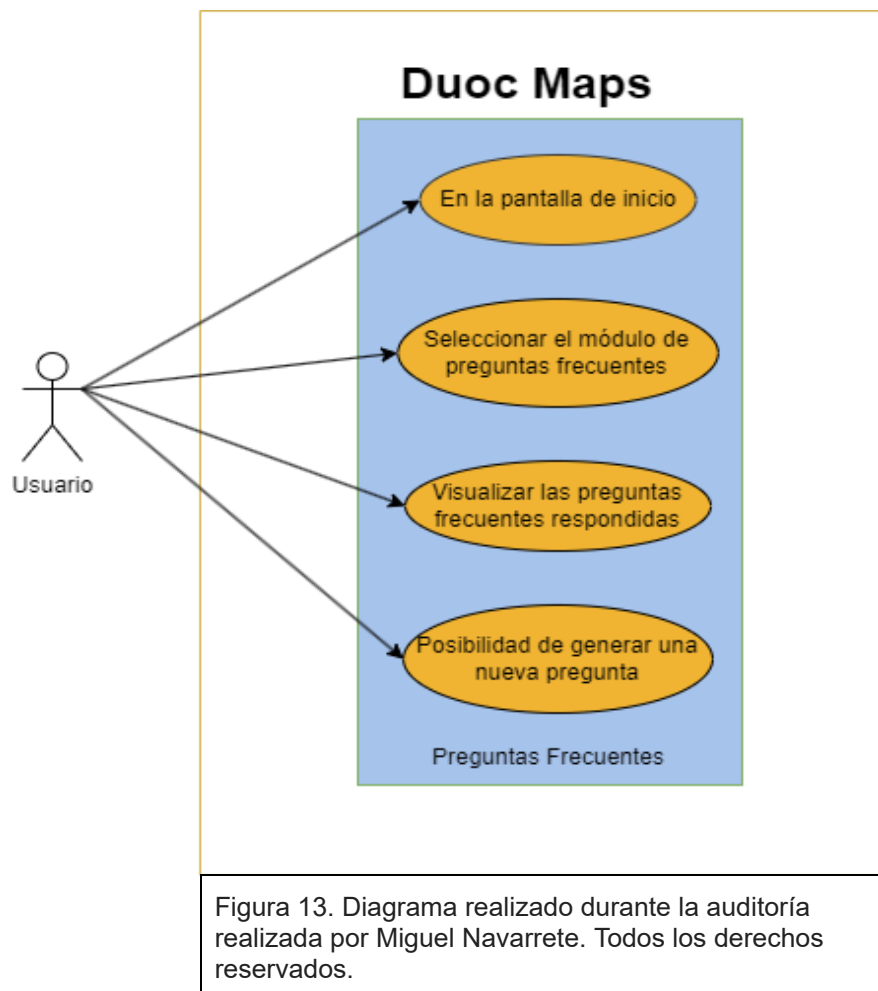 Duoc Maps
En la pantalla de inicio
Seleccionar el módulo de
preguntas frecuentes
Usuario
Visualizar las preguntas
frecuentes respondidas
Posibilidad de generar una
nueva pregunta
Preguntas Frecuentes
Figura 13. Diagrama realizado durante la auditoría
realizada por Miguel Navarrete. Todos los derechos
reservados.